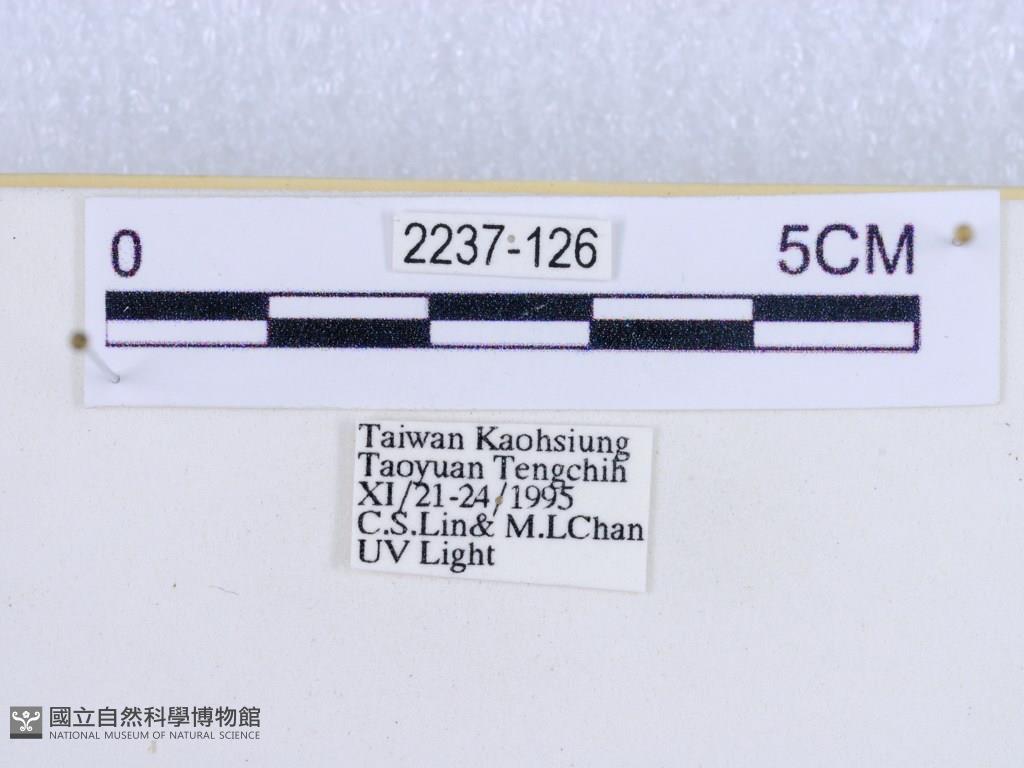 0
2237-126
5CM
Taiwan Kaohsiung
Taoyuan Tengchih
XI/21-24/1995
C.S.Lin& M.LChan
UV Light
國立自然科學博物館
NATIONAL MUSEUM OF NATURAL SCIENCE